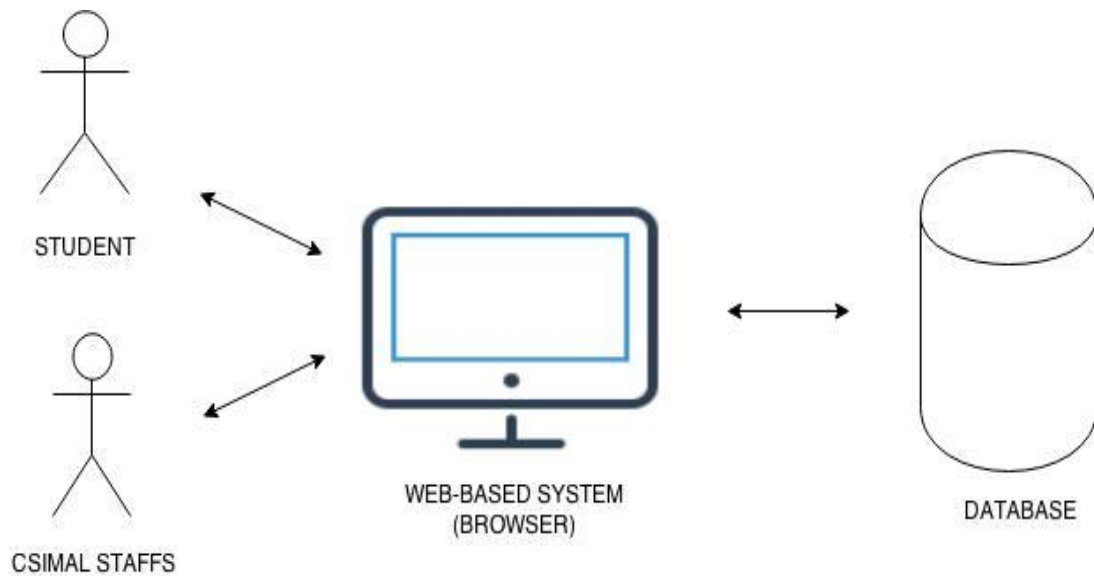 STUDENT
CSIMAL STAFFS
WEB-BASED SYSTEM
(BROWSER)
DATABASE